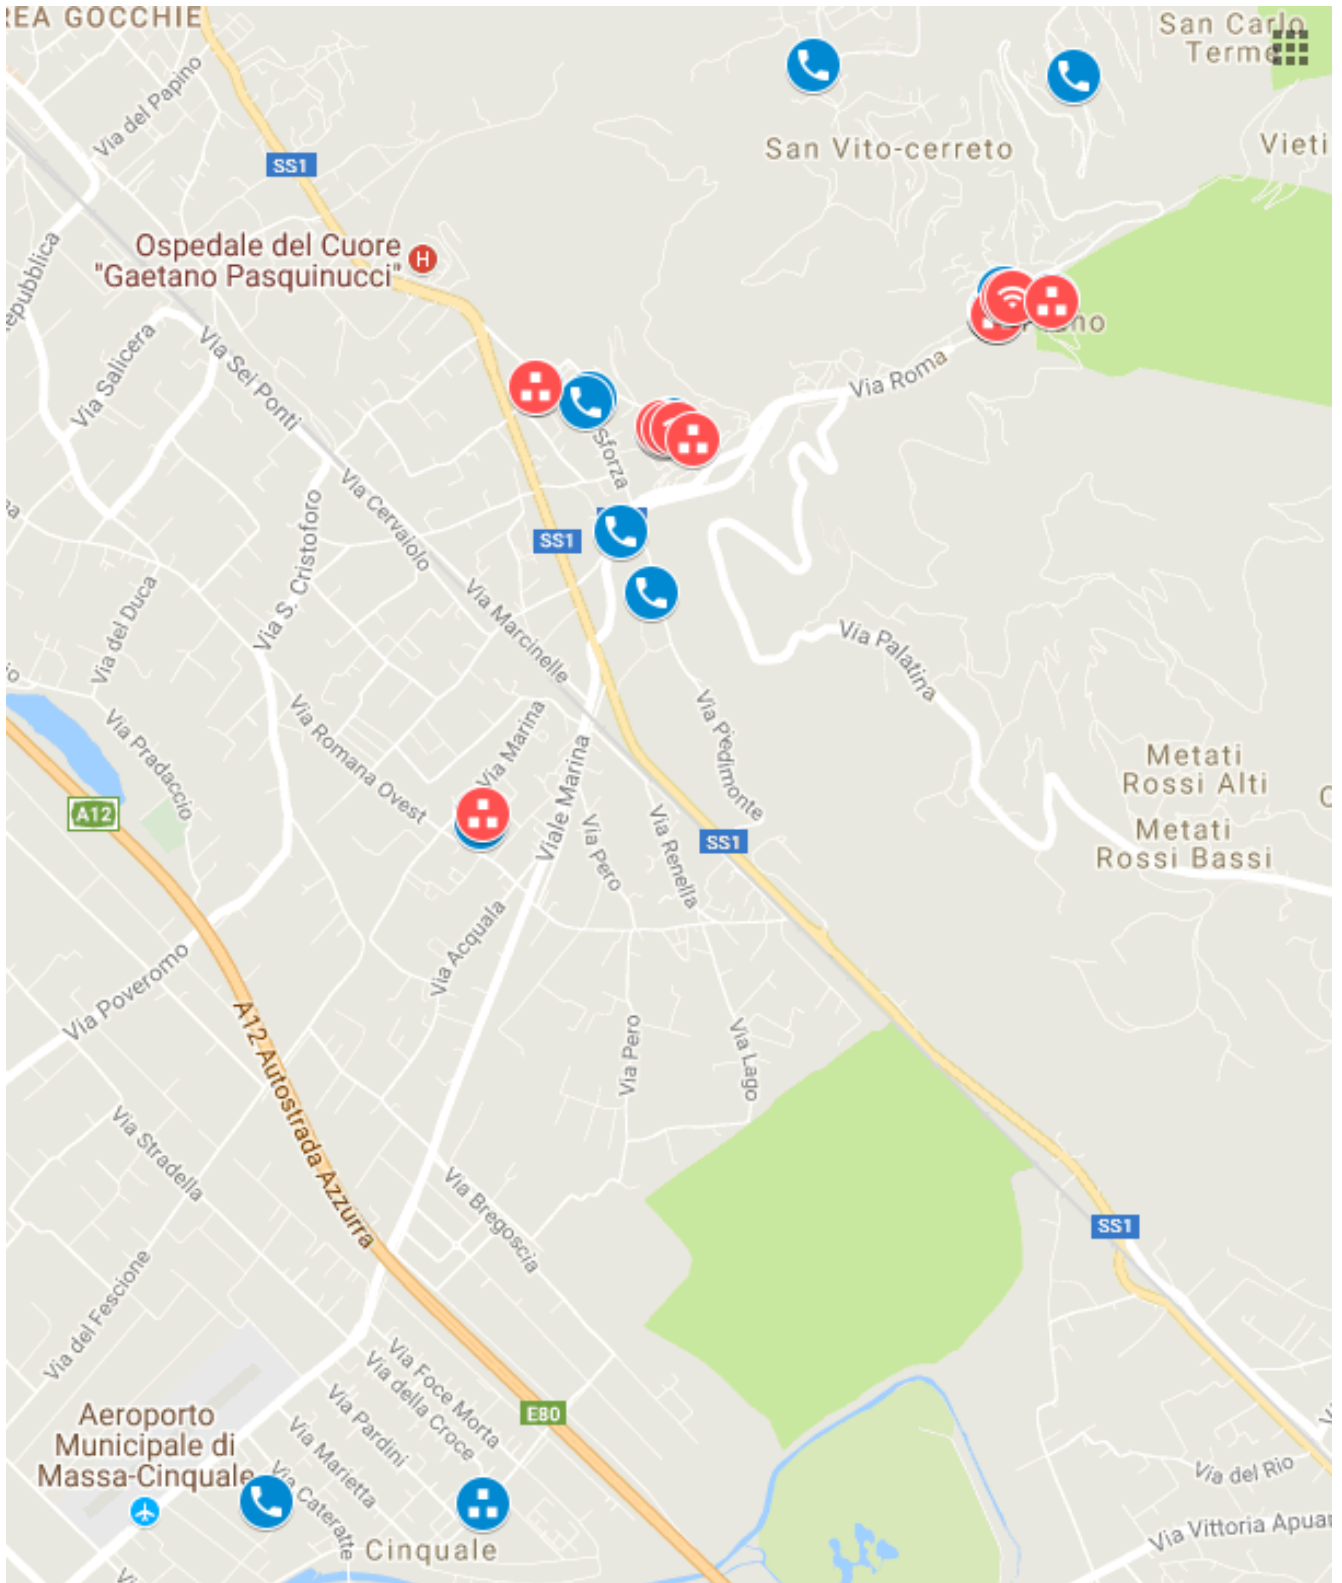 REA GOCCHIE
San Carlo
Terme
Via del Papino
SS1
San Vito-cerreto
Vieti
Ospedale del Cuore
"Gaetano Pasquinucci"
H
epubblica
Via Salicera
Via Sei Ponti
Via Roma
Sforza
Via Cervaiolo
Via S. Cristoforo
SS1
Via del Duca
Via Marcinelle
Via Palatina
Via Pradaccio
Via Romana Ovest
Via Marina
Viale Marina
Via Piedimonte
Metati
Rossi Alti
A12
Via Pero
Via Renella
SS1
Metati
Rossi Bassi
Via Acquala
Via Poveromo
A12 Autostrada Azzurra
Via Pero
Via Lago
Via Stradella
Via Bregoscia
SS1
Via del Fescione
Via Foce Morta
Via della Croce
Via Pardini
E80
Aeroporto
Municipale di
Massa-Cinquale
Via Marietta
Via Cateratte
Via del Rio
Cinquale
Via Vittoria Apuan